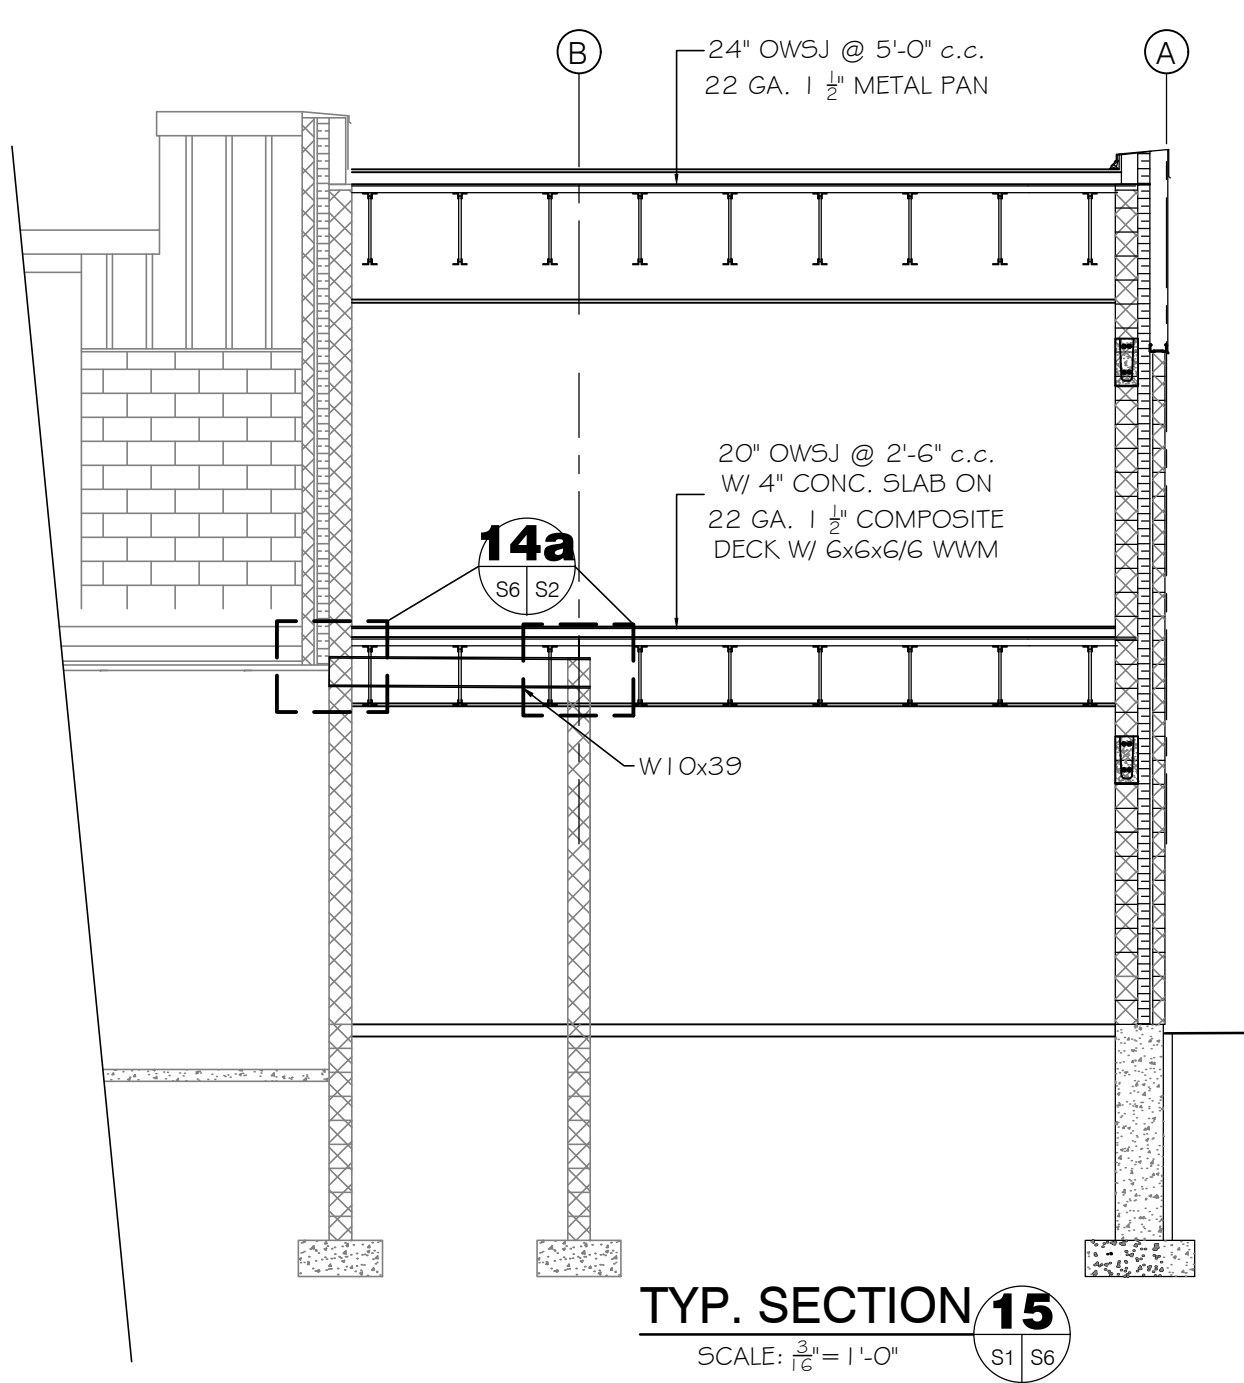 B
A
24" OWSJ @ 5'-0" c.c.
22 GA. 1 1/2" METAL PAN
20" OWSJ @ 2'-6" c.c.
W/ 4" CONC. SLAB ON
22 GA. 1 1/2" COMPOSITE
DECK W/ 6x6x6/6 WWM
14a
S6 S2
W10x39
TYP. SECTION 15
SCALE: 3/16"= 1'-0"
S1 S6